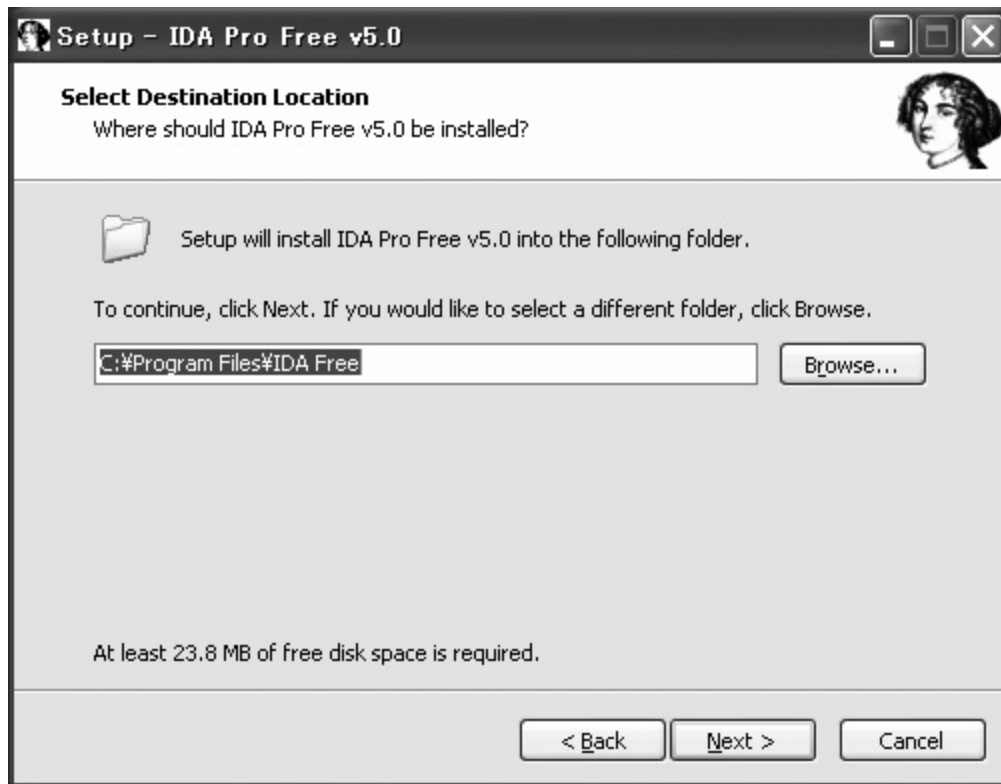 Setup - IDA Pro Free v5.0
Select Destination Location
Where should IDA Pro Free v5.0 be installed?
Setup will install IDA Pro Free v5.0 into the following folder.
To continue, click Next. If you would like to select a different folder, click Browse.
C:¥Program Files¥IDA Free
Browse...
At least 23.8 MB of free disk space is required.
< Back
Next >
Cancel